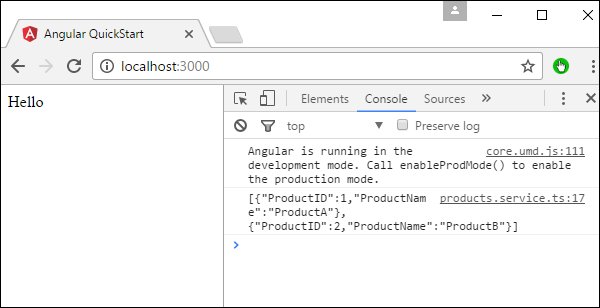 Angular QuickStart
localhost:3000
Hello
Elements Console Sources
top Preserve log
Angular is running in the core.umd.js:111
development mode. Call enableProdMode() to enable
the production mode.
[{"ProductID":1,"ProductNam products.service.ts:17
e":"ProductA"},
{"ProductID":2,"ProductName":"ProductB"}]